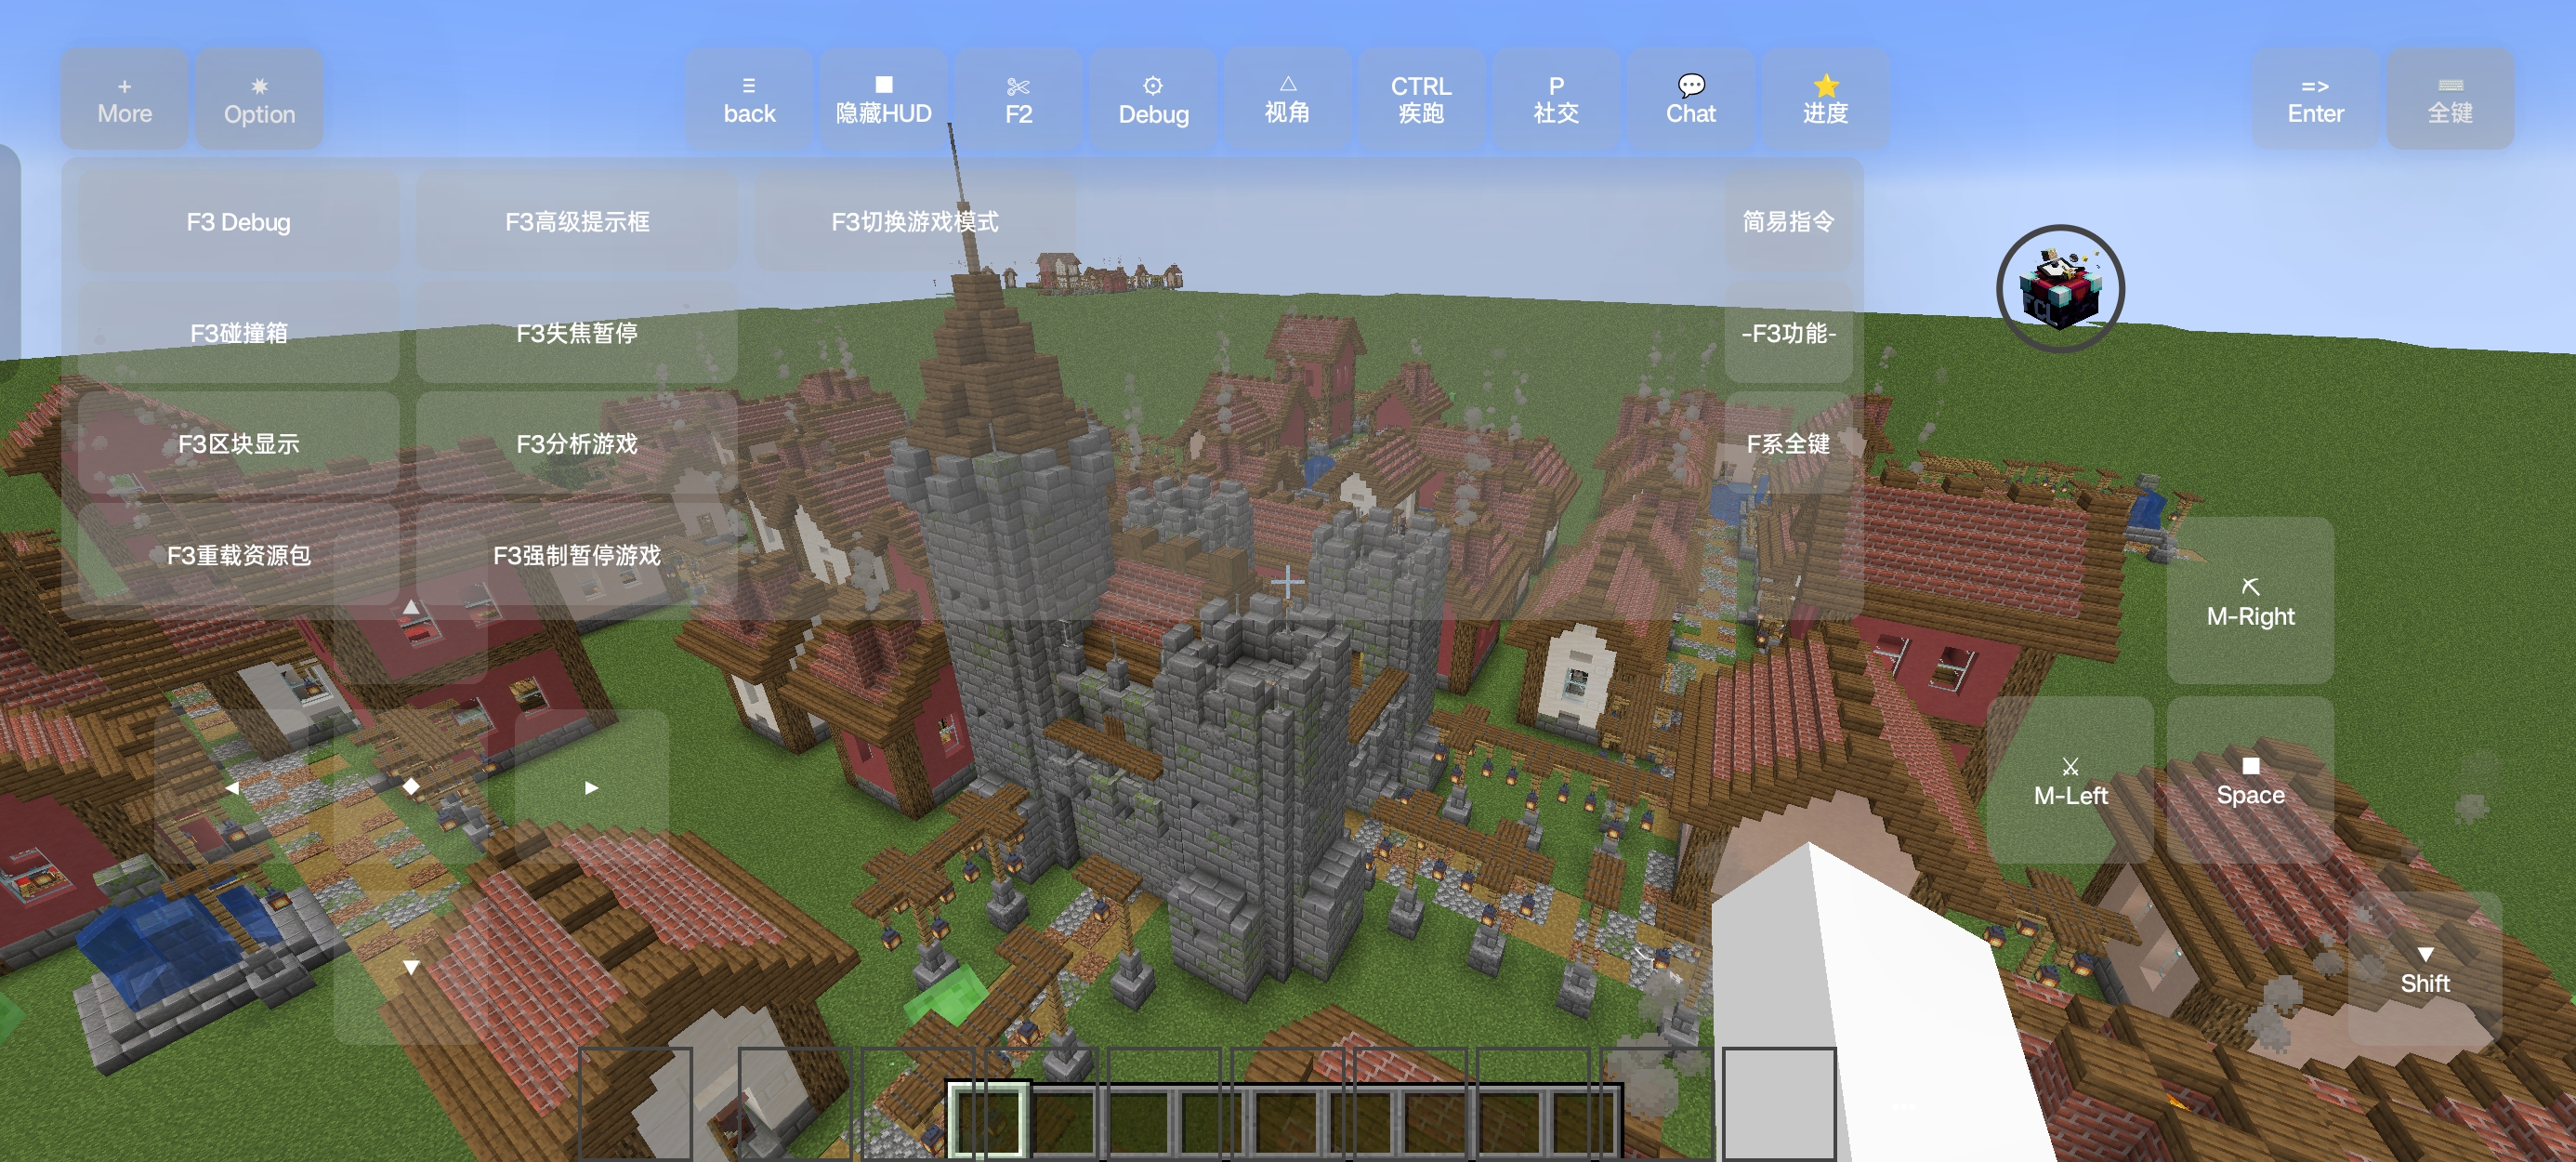 +
More
✷
Option
≡
back
■
隐藏HUD
✂
F2
⚙
Debug
△
视角
CTRL
疾跑
P
社交
💬
Chat
⭐
进度
=>
Enter
⌨
全键
F3 Debug
F3高级提示框
F3切换游戏模式
简易指令
F3碰撞箱
F3失焦暂停
-F3功能-
FCL
F3区块显示
F3分析游戏
F系全键
F3重载资源包
F3强制暂停游戏
▲
⛏
M-Right
◀
◆
▶
⚔
M-Left
■
Space
▼
▼
Shift